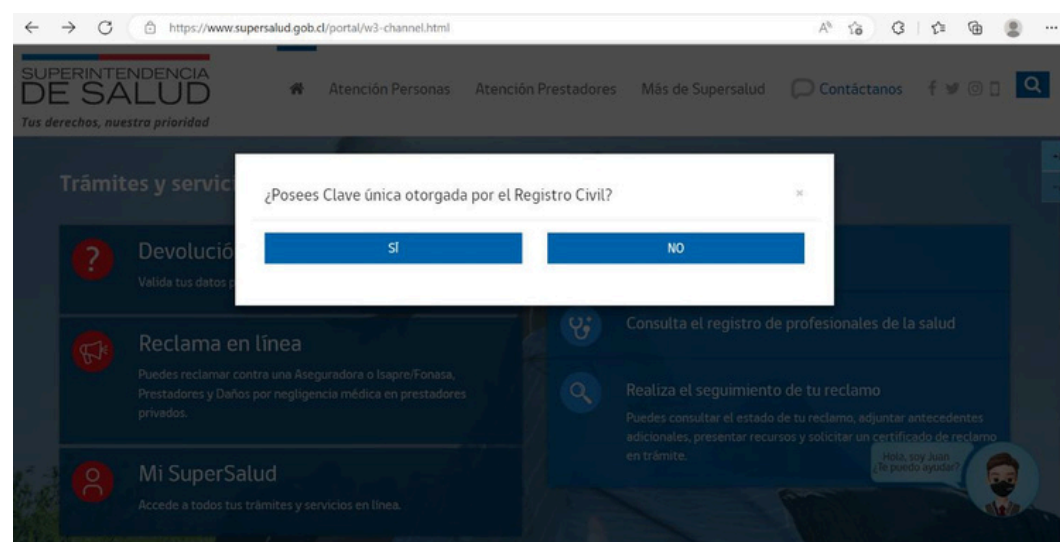 https://www.supersalud.gob.cl/portal/w3-channel.html
SUPERINTENDENCIA
DE SALUD
Tus derechos, nuestra prioridad
Atención Personas
Atención Prestadores
Más de Supersalud
Contáctanos
Trámites y servici
¿Posees Clave única otorgada por el Registro Civil?
×
SÍ
NO
Devolució
Valida tus datos p
Reclama en línea
Puedes reclamar contra una Aseguradora o Isapre/Fonasa,
Prestadores y Daños por negligencia médica en prestadores
privados.
Mi SuperSalud
Accede a todos tus trámites y servicios en línea.
Consulta el registro de profesionales de la salud
Realiza el seguimiento de tu reclamo
Puedes consultar el estado de tu reclamo, adjuntar antecedentes
adicionales, presentar recursos y solicitar un certificado de reclamo
en trámite.
Hola, soy Juan
¿Te puedo ayudar?